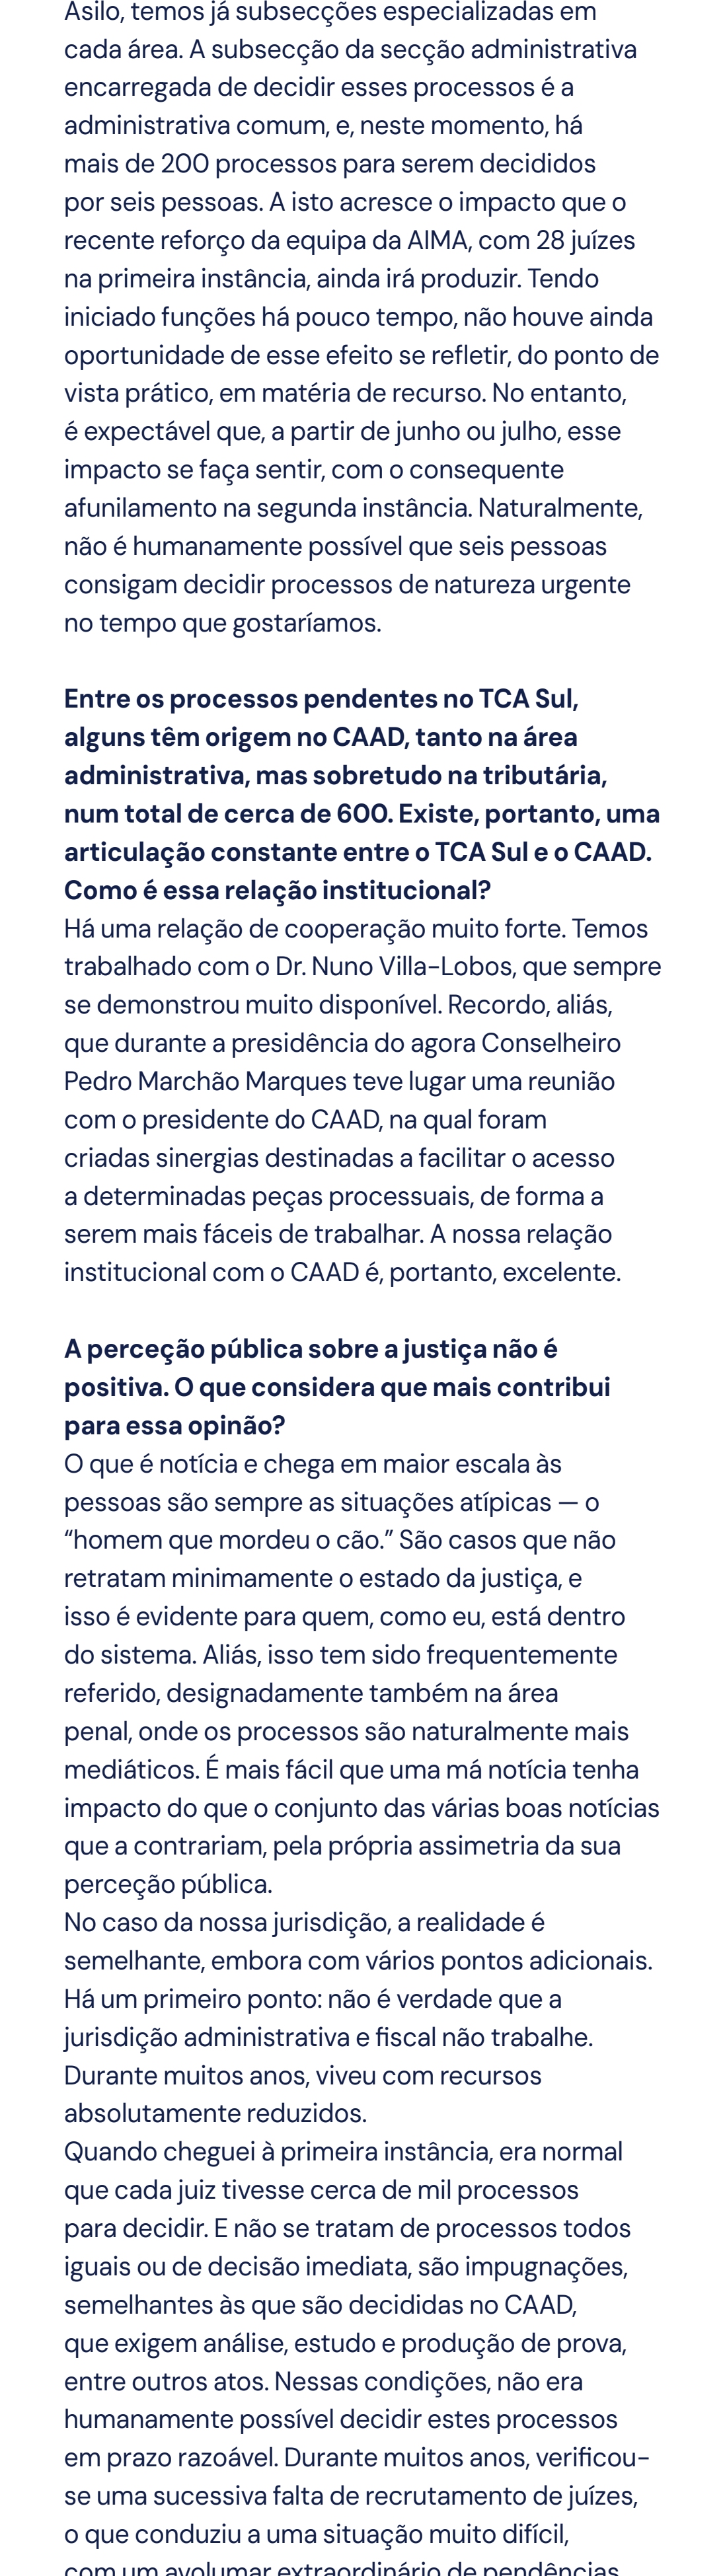 Asilo, temos já subsecções especializadas em
cada área. A subsecção da secção administrativa
encarregada de decidir esses processos é a
administrativa comum, e, neste momento, há
mais de 200 processos para serem decididos
por seis pessoas. A isto acresce o impacto que o
recente reforço da equipa da AIMA, com 28 juízes
na primeira instância, ainda irá produzir. Tendo
iniciado funções há pouco tempo, não houve ainda
oportunidade de esse efeito se refletir, do ponto de
vista prático, em matéria de recurso. No entanto,
é expectável que, a partir de junho ou julho, esse
impacto se faça sentir, com o consequente
afunilamento na segunda instância. Naturalmente,
não é humanamente possível que seis pessoas
consigam decidir processos de natureza urgente
no tempo que gostaríamos.
Entre os processos pendentes no TCA Sul,
alguns têm origem no CAAD, tanto na área
administrativa, mas sobretudo na tributária,
num total de cerca de 600. Existe, portanto, uma
articulação constante entre o TCA Sul e o CAAD.
Como é essa relação institucional?
Há uma relação de cooperação muito forte. Temos
trabalhado com o Dr. Nuno Villa-Lobos, que sempre
se demonstrou muito disponível. Recordo, aliás,
que durante a presidência do agora Conselheiro
Pedro Marchão Marques teve lugar uma reunião
com o presidente do CAAD, na qual foram
criadas sinergias destinadas a facilitar o acesso
a determinadas peças processuais, de forma a
serem mais fáceis de trabalhar. A nossa relação
institucional com o CAAD é, portanto, excelente.
A perceção pública sobre a justiça não é
positiva. O que considera que mais contribui
para essa opinão?
O que é notícia e chega em maior escala às
pessoas são sempre as situações atípicas — o
“homem que mordeu o cão.” São casos que não
retratam minimamente o estado da justiça, e
isso é evidente para quem, como eu, está dentro
do sistema. Aliás, isso tem sido frequentemente
referido, designadamente também na área
penal, onde os processos são naturalmente mais
mediáticos. É mais fácil que uma má notícia tenha
impacto do que o conjunto das várias boas notícias
que a contrariam, pela própria assimetria da sua
perceção pública.
No caso da nossa jurisdição, a realidade é
semelhante, embora com vários pontos adicionais.
Há um primeiro ponto: não é verdade que a
jurisdição administrativa e fiscal não trabalhe.
Durante muitos anos, viveu com recursos
absolutamente reduzidos.
Quando cheguei à primeira instância, era normal
que cada juiz tivesse cerca de mil processos
para decidir. E não se tratam de processos todos
iguais ou de decisão imediata, são impugnações,
semelhantes às que são decididas no CAAD,
que exigem análise, estudo e produção de prova,
entre outros atos. Nessas condições, não era
humanamente possível decidir estes processos
em prazo razoável. Durante muitos anos, verificou-
se uma sucessiva falta de recrutamento de juízes,
o que conduziu a uma situação muito difícil,
com um avolumar extraordinário de pendências